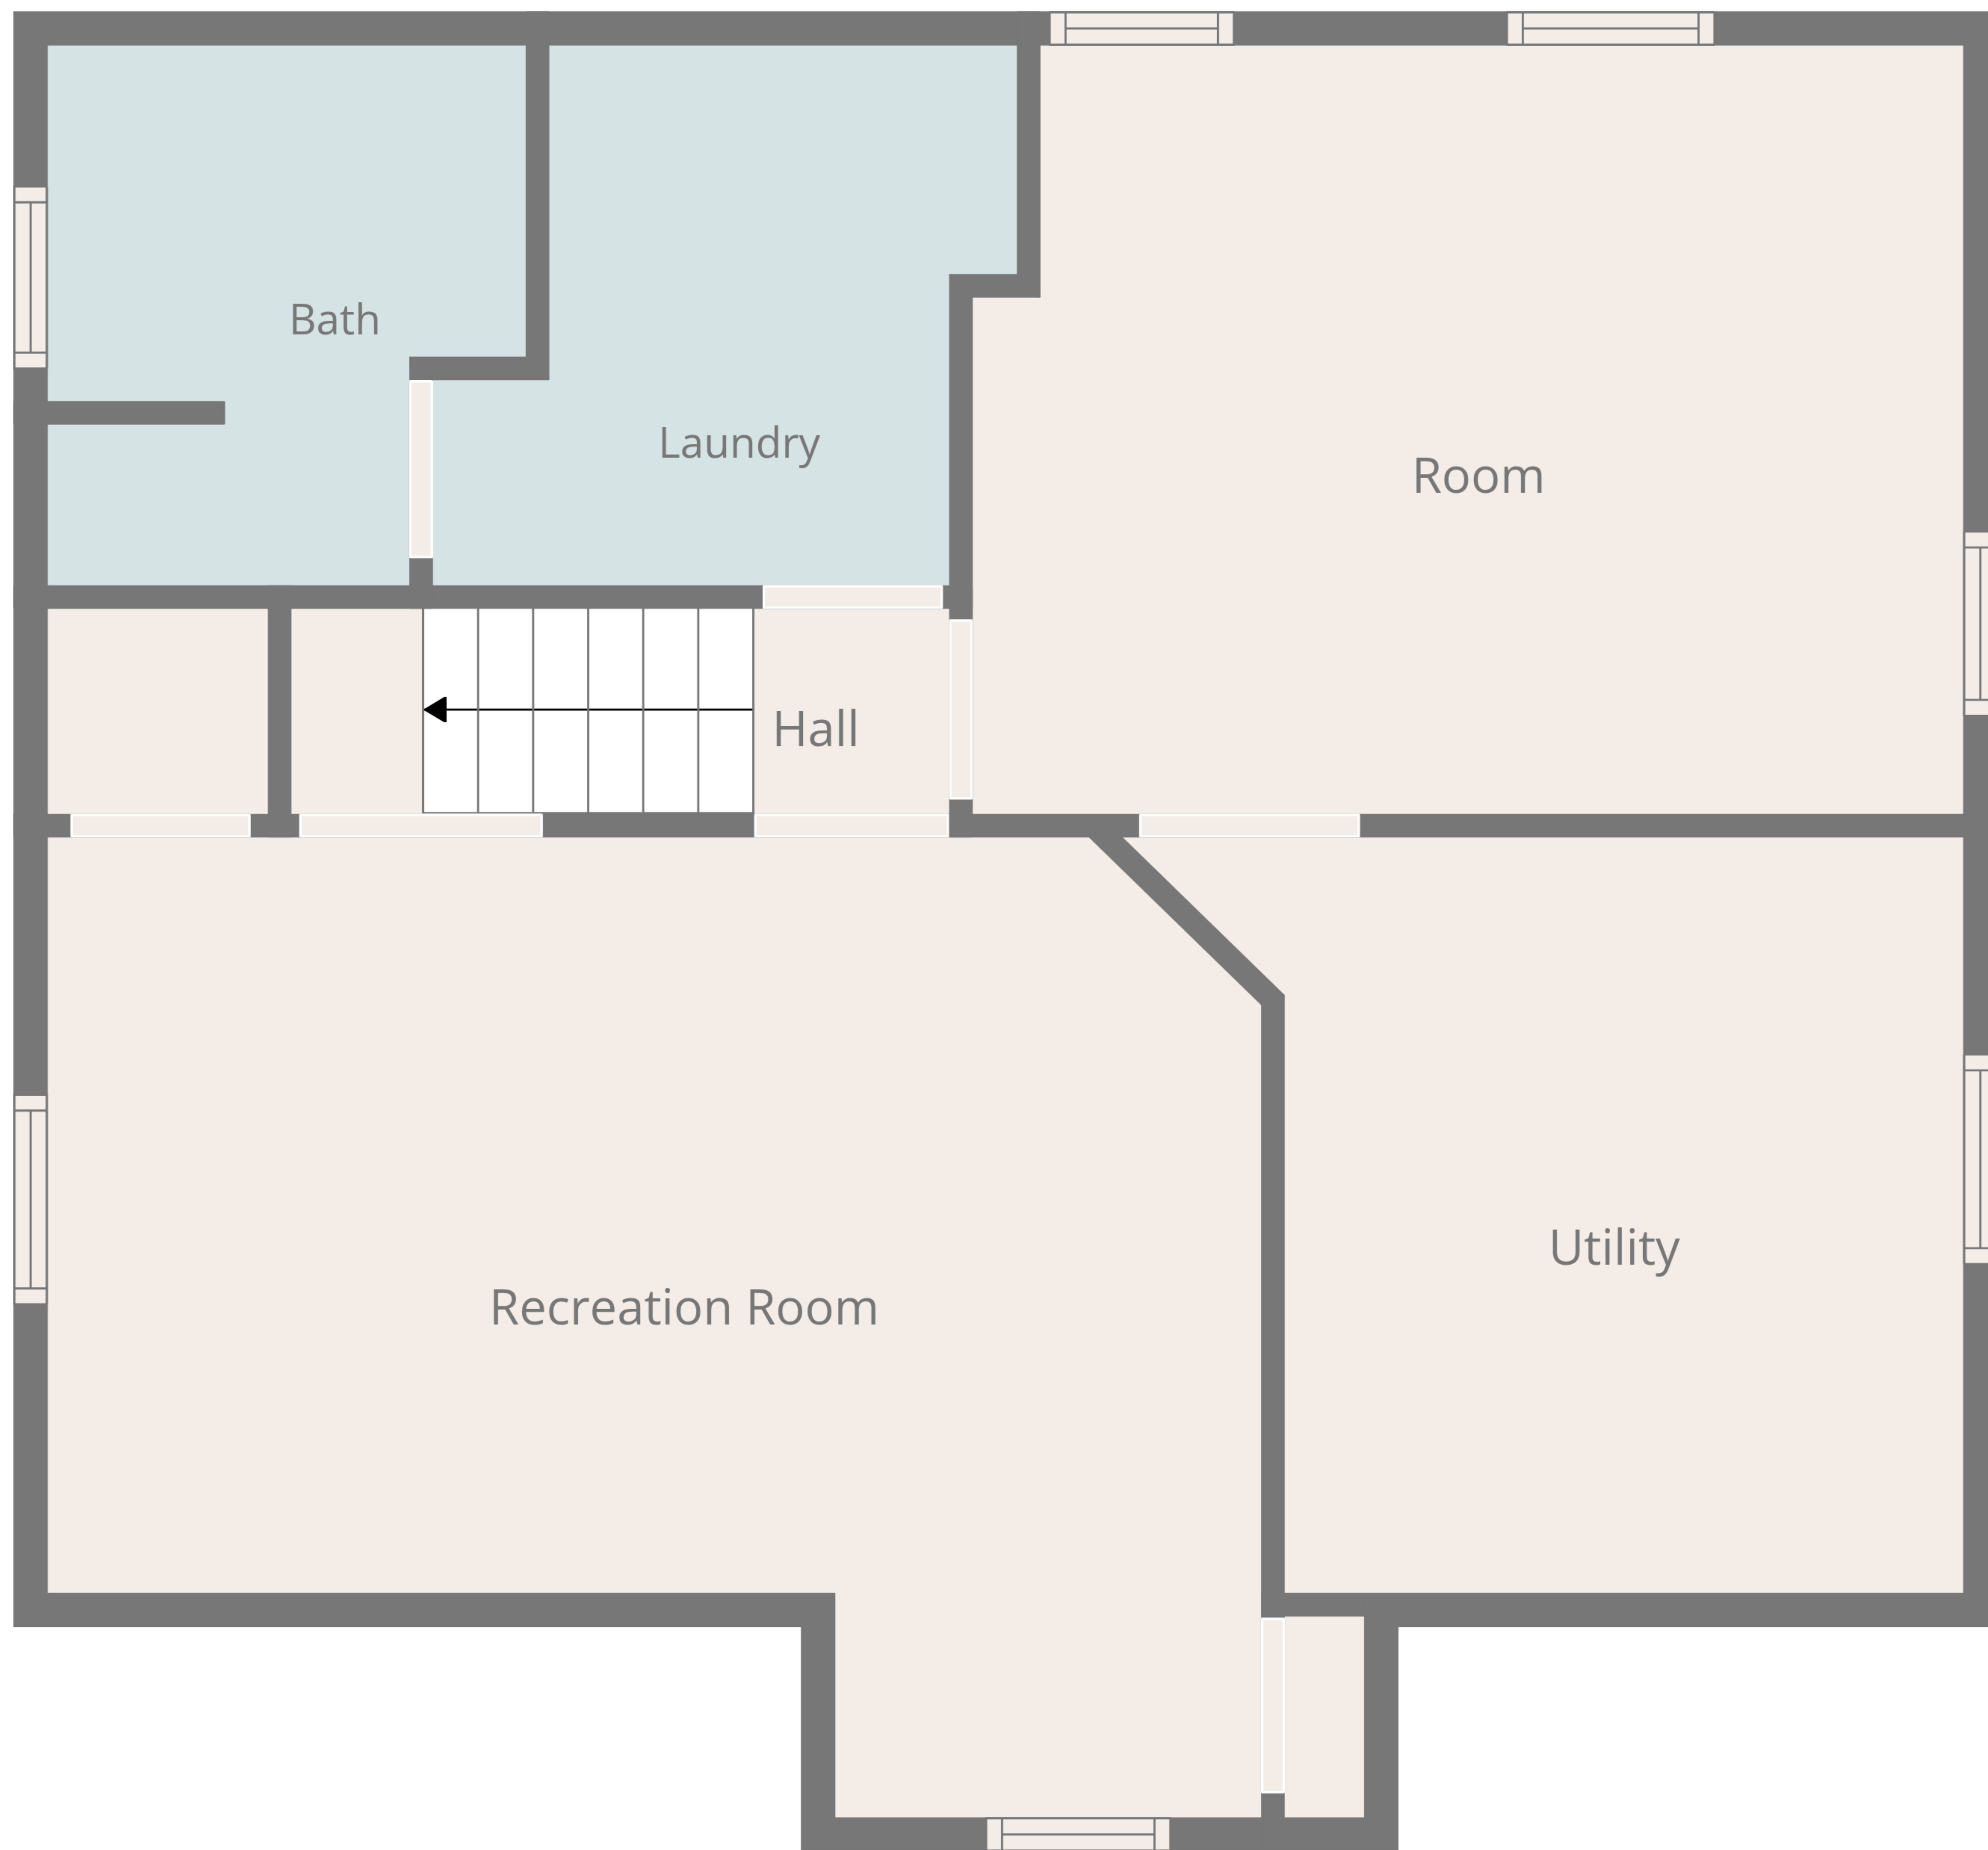 Bath
Laundry
Room
Hall
Utility
Recreation Room